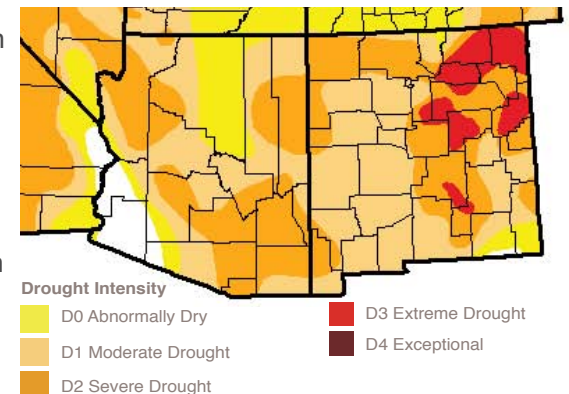 n
n
Drought Intensity
D0 Abnormally Dry
D1 Moderate Drought
D2 Severe Drought
D3 Extreme Drought
D4 Exceptional